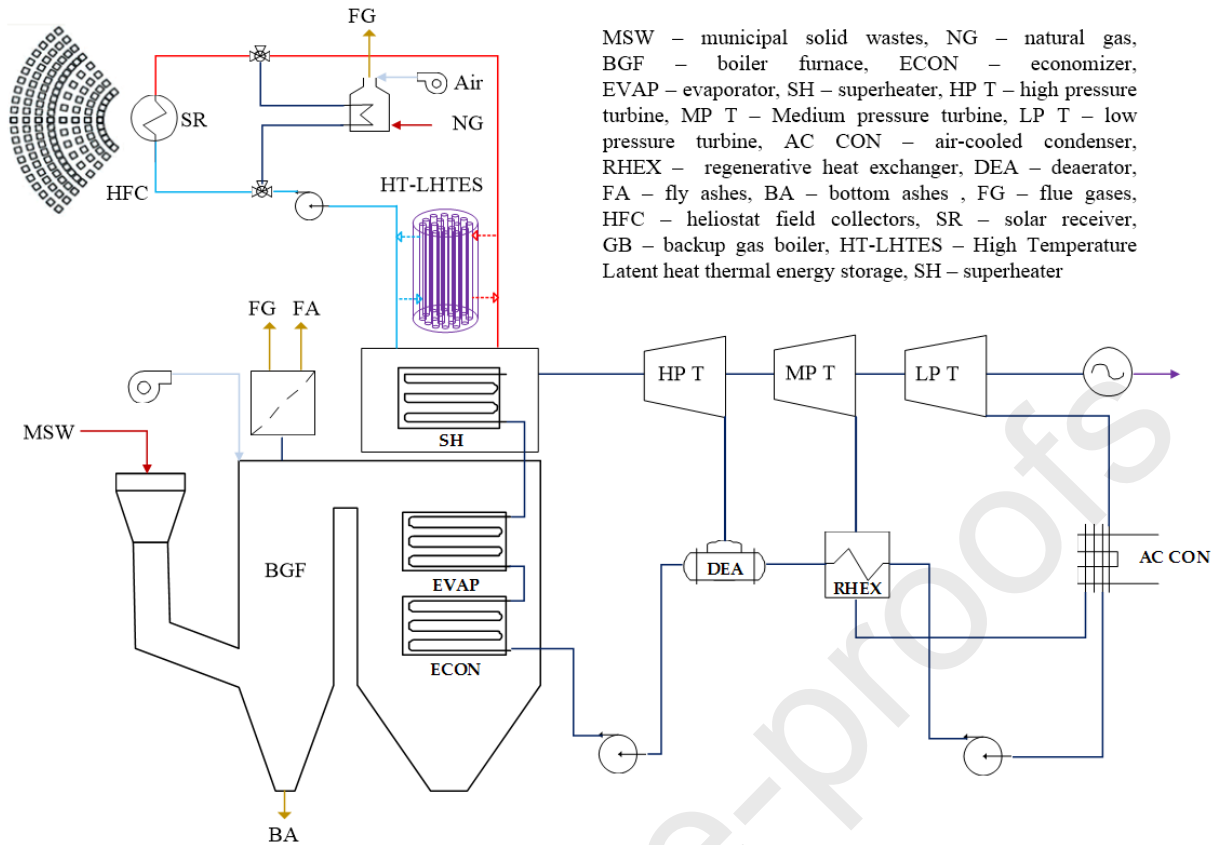 FG
MSW – municipal solid wastes, NG – natural gas,
BGF – boiler furnace, ECON – economizer,
EVAP – evaporator, SH – superheater, HP T – high pressure
turbine, MP T – Medium pressure turbine, LP T – low
pressure turbine, AC CON – air-cooled condenser,
RHEX – regenerative heat exchanger, DEA – deaerator,
FA – fly ashes, BA – bottom ashes , FG – flue gases,
HFC – heliostat field collectors, SR – solar receiver,
GB – backup gas boiler, HT-LHTES – High Temperature
Latent heat thermal energy storage, SH – superheater
Air
SR
NG
HFC
HT-LHTES
FG FA
HP T
MP T
LP T
MSW
SH
BGF
EVAP
ECON
DEA
RHEX
AC CON
BA
e-proofs